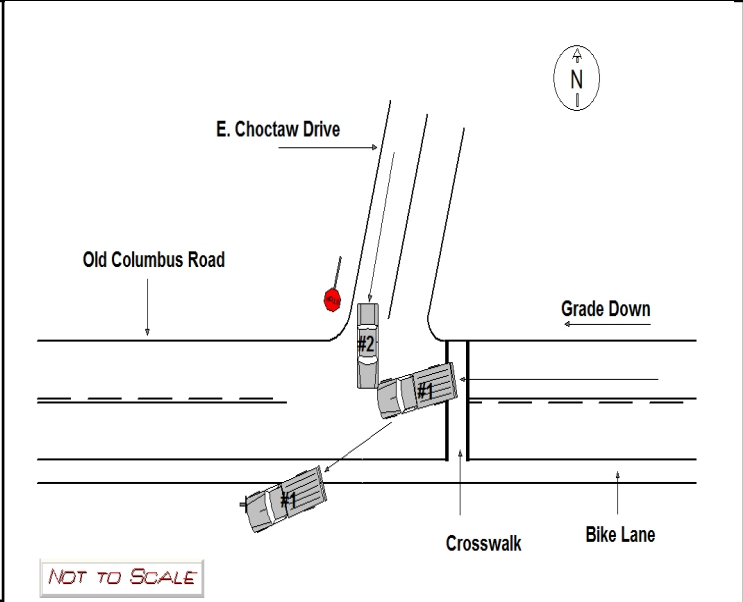 N
E. Choctaw Drive
Old Columbus Road
Grade Down
#2
#1
#1
Crosswalk
Bike Lane
NOT TO SCALE